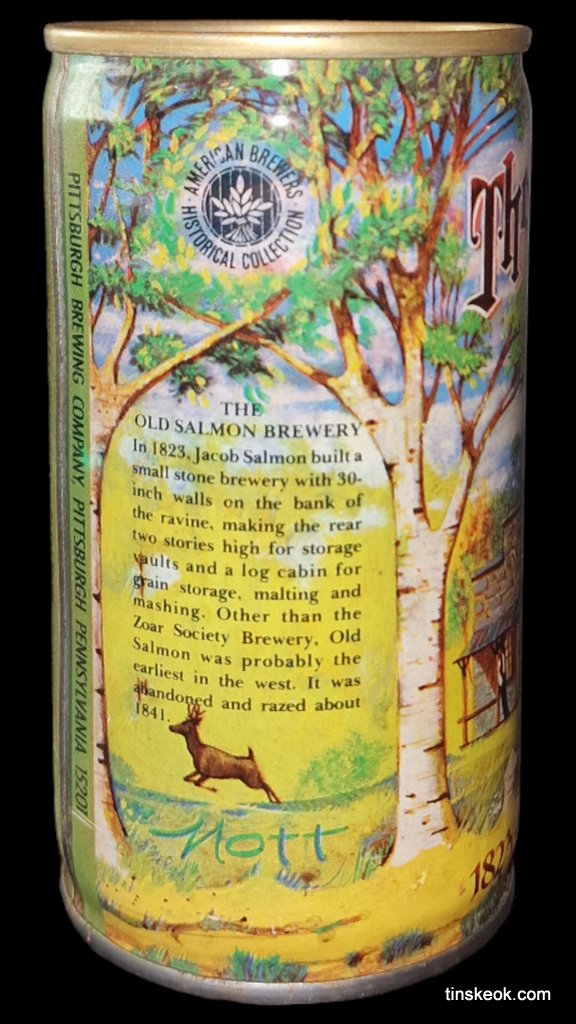 AMERICAN BREWERS
HISTORICAL COLLECTION
Th
PITTSBURGH BREWING COMPANY PITTSBURGH PENNSYLVANIA 15201
THE
OLD SALMON BREWERY
In 1823, Jacob Salmon built a
small stone brewery with 30-
inch walls on the bank of
the ravine, making the rear
two stories high for storage
vaults and a log cabin for
grain storage, malting and
mashing. Other than the
Zoar Society Brewery, Old
Salmon was probably the
earliest in the west. It was
abandoned and razed about
1841.
Nott
182
tinskeok.com